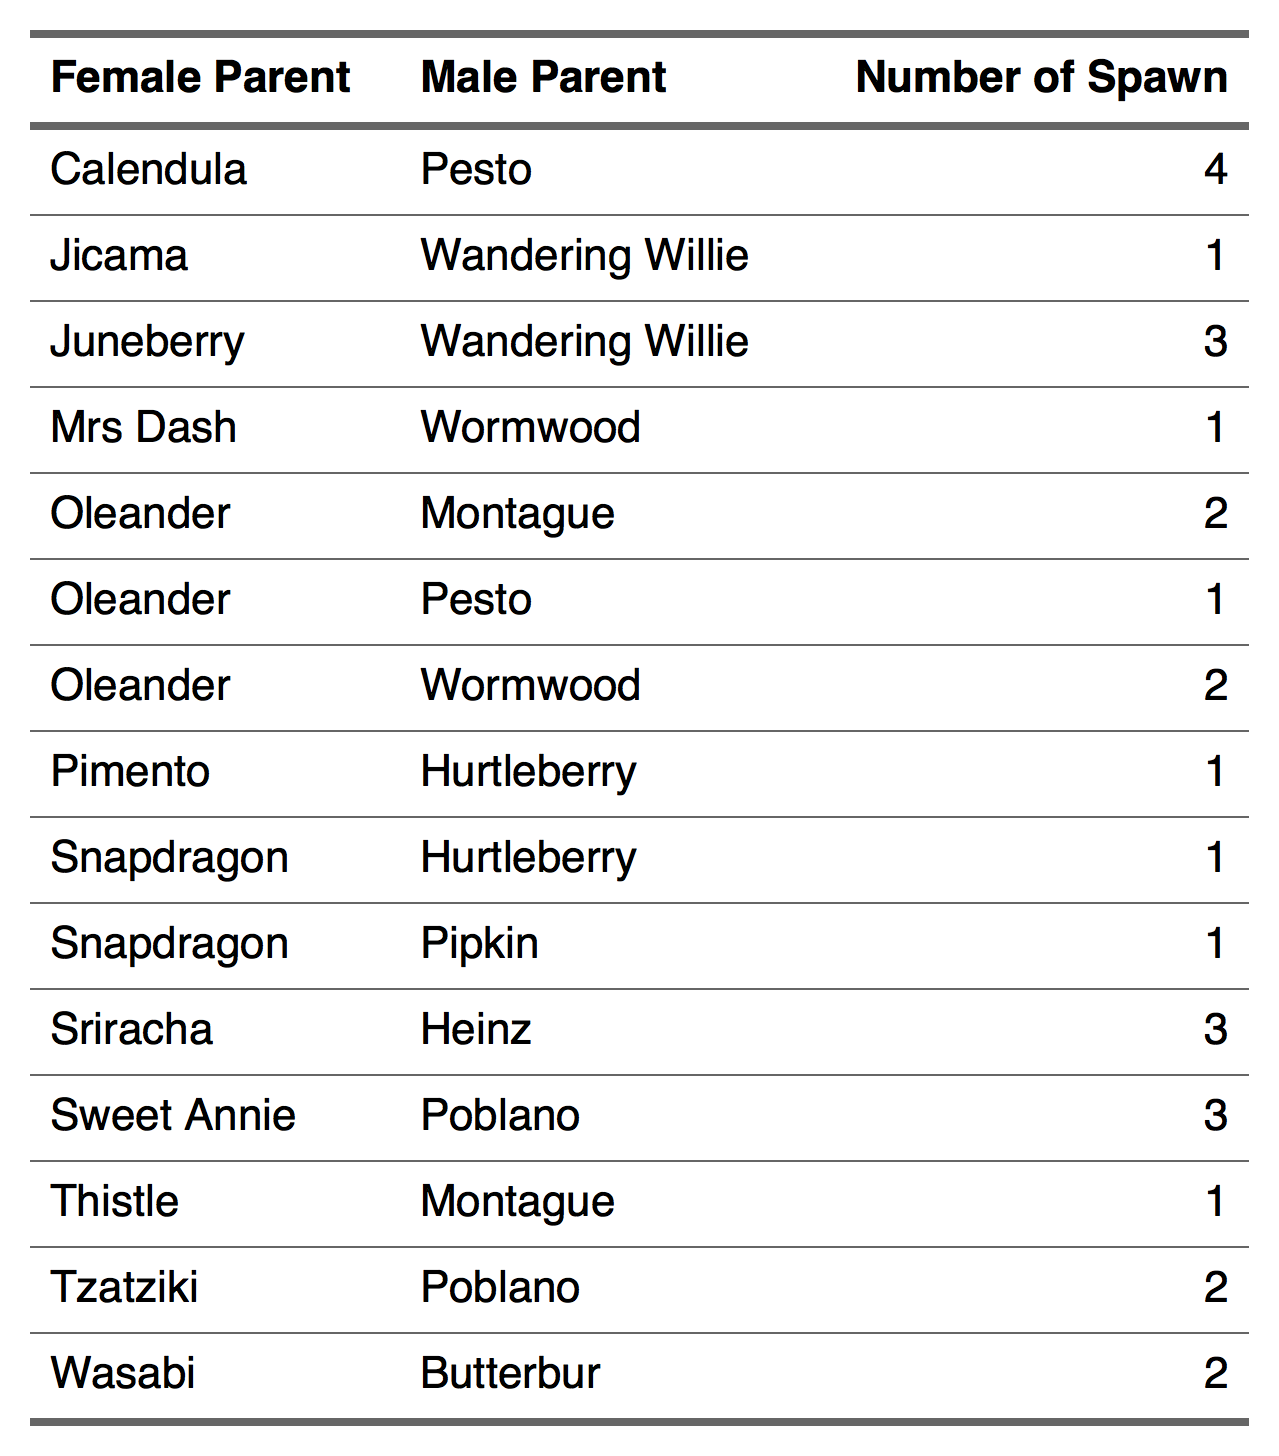 Female Parent Male Parent Number of Spawn
Calendula Pesto 4
Jicama Wandering Willie 1
Juneberry Wandering Willie 3
Mrs Dash Wormwood 1
Oleander Montague 2
Oleander Pesto 1
Oleander Wormwood 2
Pimento Hurtleberry 1
Snapdragon Hurtleberry 1
Snapdragon Pipkin 1
Sriracha Heinz 3
Sweet Annie Poblano 3
Thistle Montague 1
Tzatziki Poblano 2
Wasabi Butterbur 2